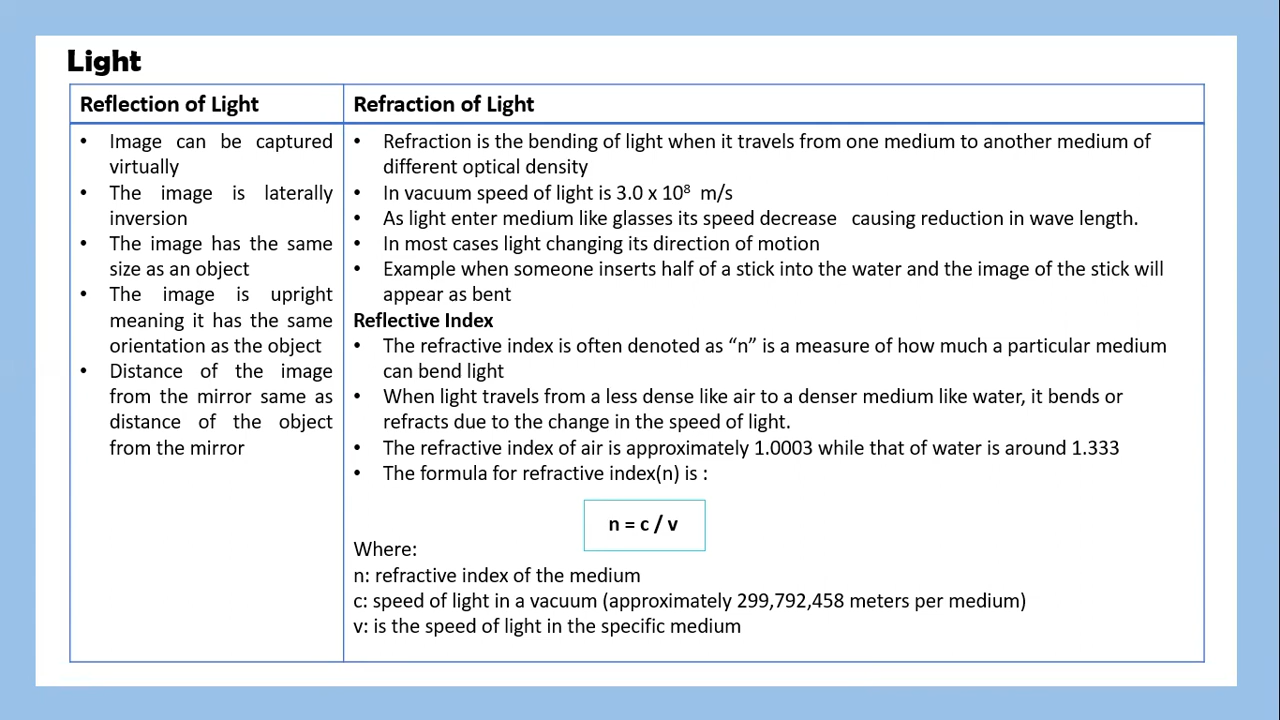 Light
Reflection of Light
Image can be captured
virtually
The image is laterally
inversion
The image has the same
size as an object
The image is upright
meaning it has the same
orientation as the object
Distance of the image
from the mirror same as
distance of the object
from the mirror
Refraction of Light
Refraction is the bending of light when it travels from one medium to another medium of
different optical density
In vacuum speed of light is 3.0 x 10⁸ m/s
As light enter medium like glasses its speed decrease causing reduction in wave length.
In most cases light changing its direction of motion
Example when someone inserts half of a stick into the water and the image of the stick will
appear as bent
Reflective Index
The refractive index is often denoted as “n” is a measure of how much a particular medium
can bend light
When light travels from a less dense like air to a denser medium like water, it bends or
refracts due to the change in the speed of light.
The refractive index of air is approximately 1.0003 while that of water is around 1.333
The formula for refractive index(n) is :
n = c / v
Where:
n: refractive index of the medium
c: speed of light in a vacuum (approximately 299,792,458 meters per medium)
v: is the speed of light in the specific medium